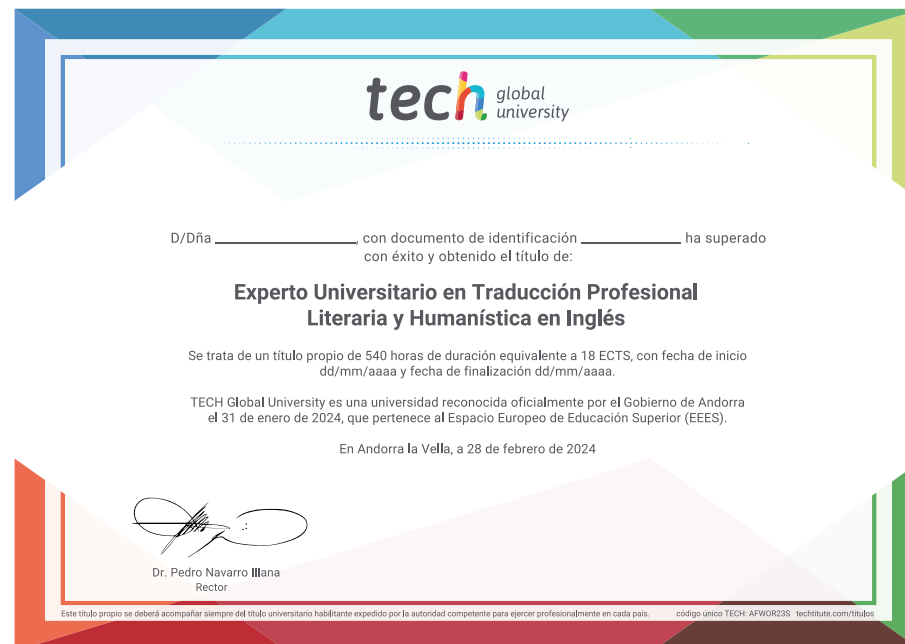 tech global
university
D/Dña ____________________, con documento de identificación ______________ ha superado
con éxito y obtenido el título de:
Experto Universitario en Traducción Profesional
Literaria y Humanística en Inglés
Se trata de un título propio de 540 horas de duración equivalente a 18 ECTS, con fecha de inicio
dd/mm/aaaa y fecha de finalización dd/mm/aaaa.
TECH Global University es una universidad reconocida oficialmente por el Gobierno de Andorra
el 31 de enero de 2024, que pertenece al Espacio Europeo de Educación Superior (EEES).
En Andorra la Vella, a 28 de febrero de 2024
Dr. Pedro Navarro Illana
Rector
Este título propio se deberá acompañar siempre del título universitario habilitante expedido por la autoridad competente para ejercer profesionalmente en cada país. código único TECH: AFWOR23S techtitute.com/titulos